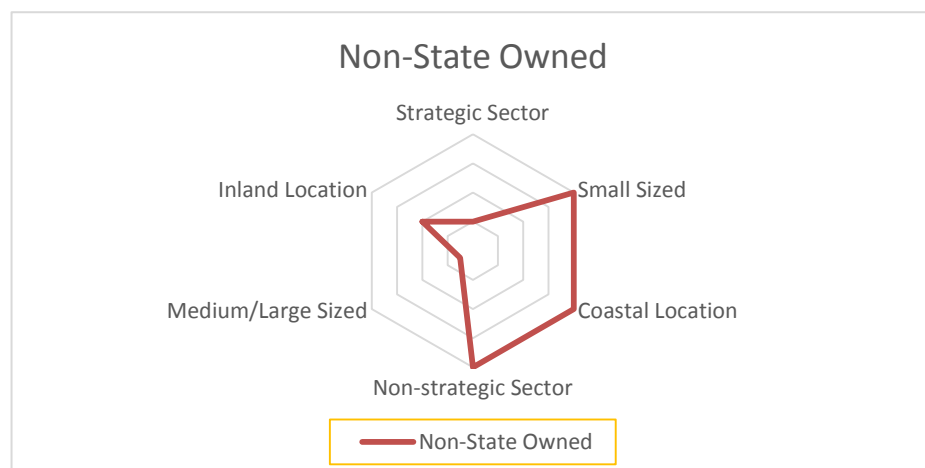 Non-State Owned
Strategic Sector
Inland Location
Small Sized
Medium/Large Sized
Coastal Location
Non-strategic Sector
Non-State Owned